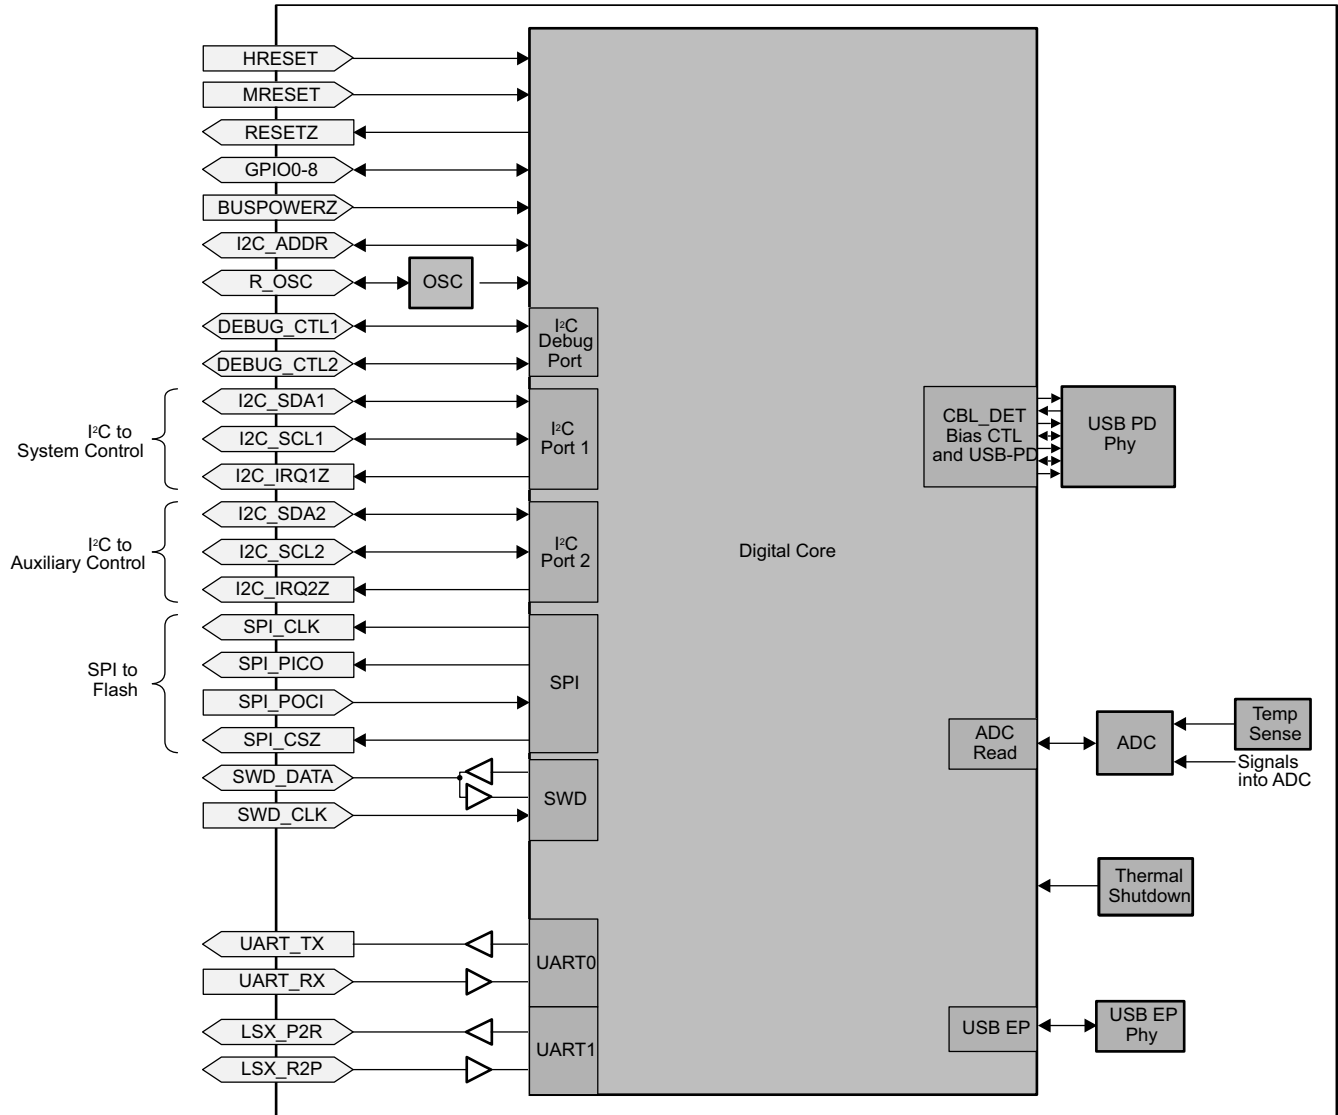 HRESET
MRESET
RESETZ
GPIO0-8
BUSPOWERZ
I2C_ADDR
R_OSC
OSC
DEBUG_CTL1
DEBUG_CTL2
I²C
Debug
Port
I²C to
System Control
I2C_SDA1
I2C_SCL1
I2C_IRQ1Z
I²C
Port 1
I²C to
Auxiliary Control
I2C_SDA2
I2C_SCL2
I2C_IRQ2Z
I²C
Port 2
SPI to
Flash
SPI_CLK
SPI_PICO
SPI_POCI
SPI_CSZ
SPI
SWD_DATA
SWD_CLK
SWD
UART_TX
UART_RX
UART0
LSX_P2R
LSX_R2P
UART1
Digital Core
CBL_DET
Bias CTL
and USB-PD
USB PD
Phy
ADC
Read
ADC
Temp
Sense
Signals
into ADC
Thermal
Shutdown
USB EP
USB EP
Phy